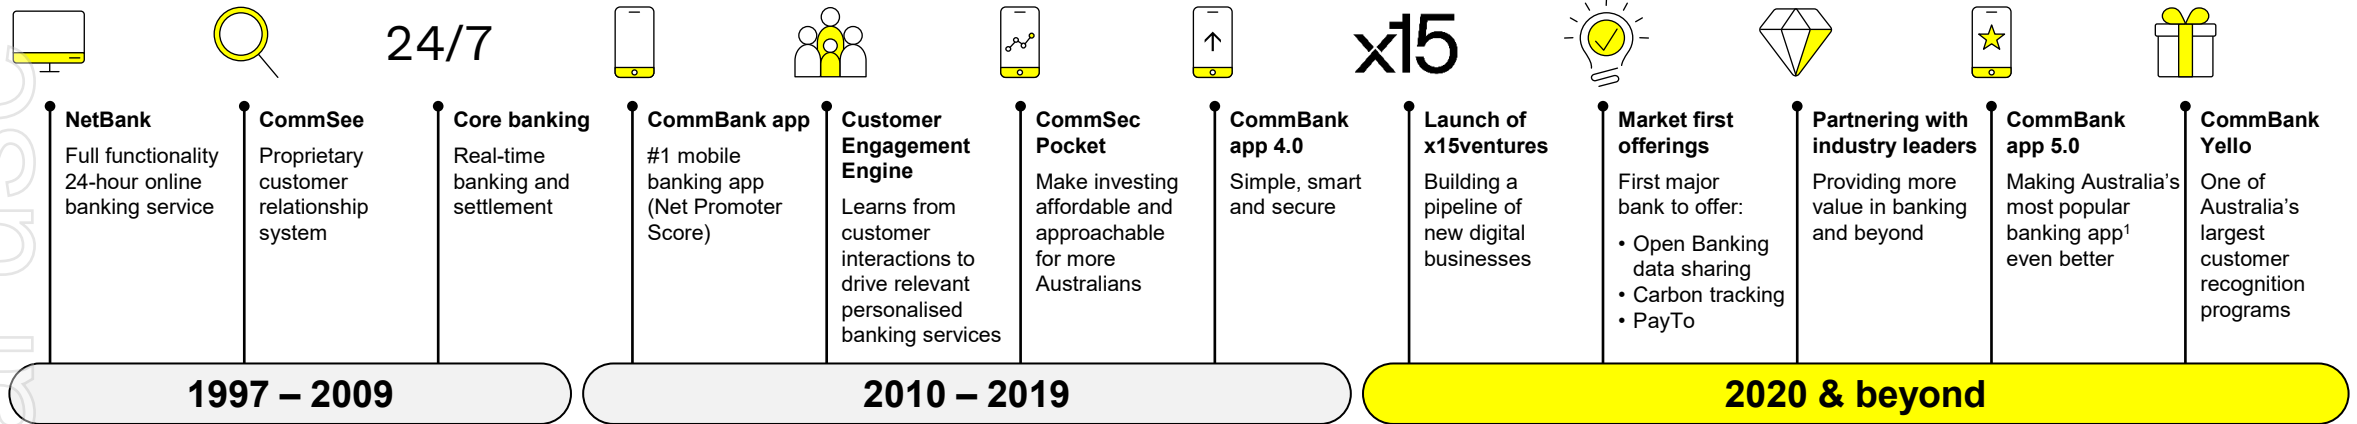 24/7
x15
NetBank
Full functionality
24-hour online
banking service
CommSee
Proprietary
customer
relationship
system
Core banking
Real-time
banking and
settlement
CommBank app
#1 mobile
banking app
(Net Promoter
Score)
Customer
Engagement
Engine
Learns from
customer
interactions to
drive relevant
personalised
banking services
CommSec
Pocket
Make investing
affordable and
approachable
for more
Australians
CommBank
app 4.0
Simple, smart
and secure
Launch of
x15ventures
Building a
pipeline of
new digital
businesses
Market first
offerings
First major
bank to offer:
• Open Banking
data sharing
• Carbon tracking
• PayTo
Partnering with
industry leaders
Providing more
value in banking
and beyond
CommBank
app 5.0
Making Australia’s
most popular
banking app¹
even better
CommBank
Yello
One of
Australia’s
largest
customer
recognition
programs
1997 – 2009
2010 – 2019
2020 & beyond